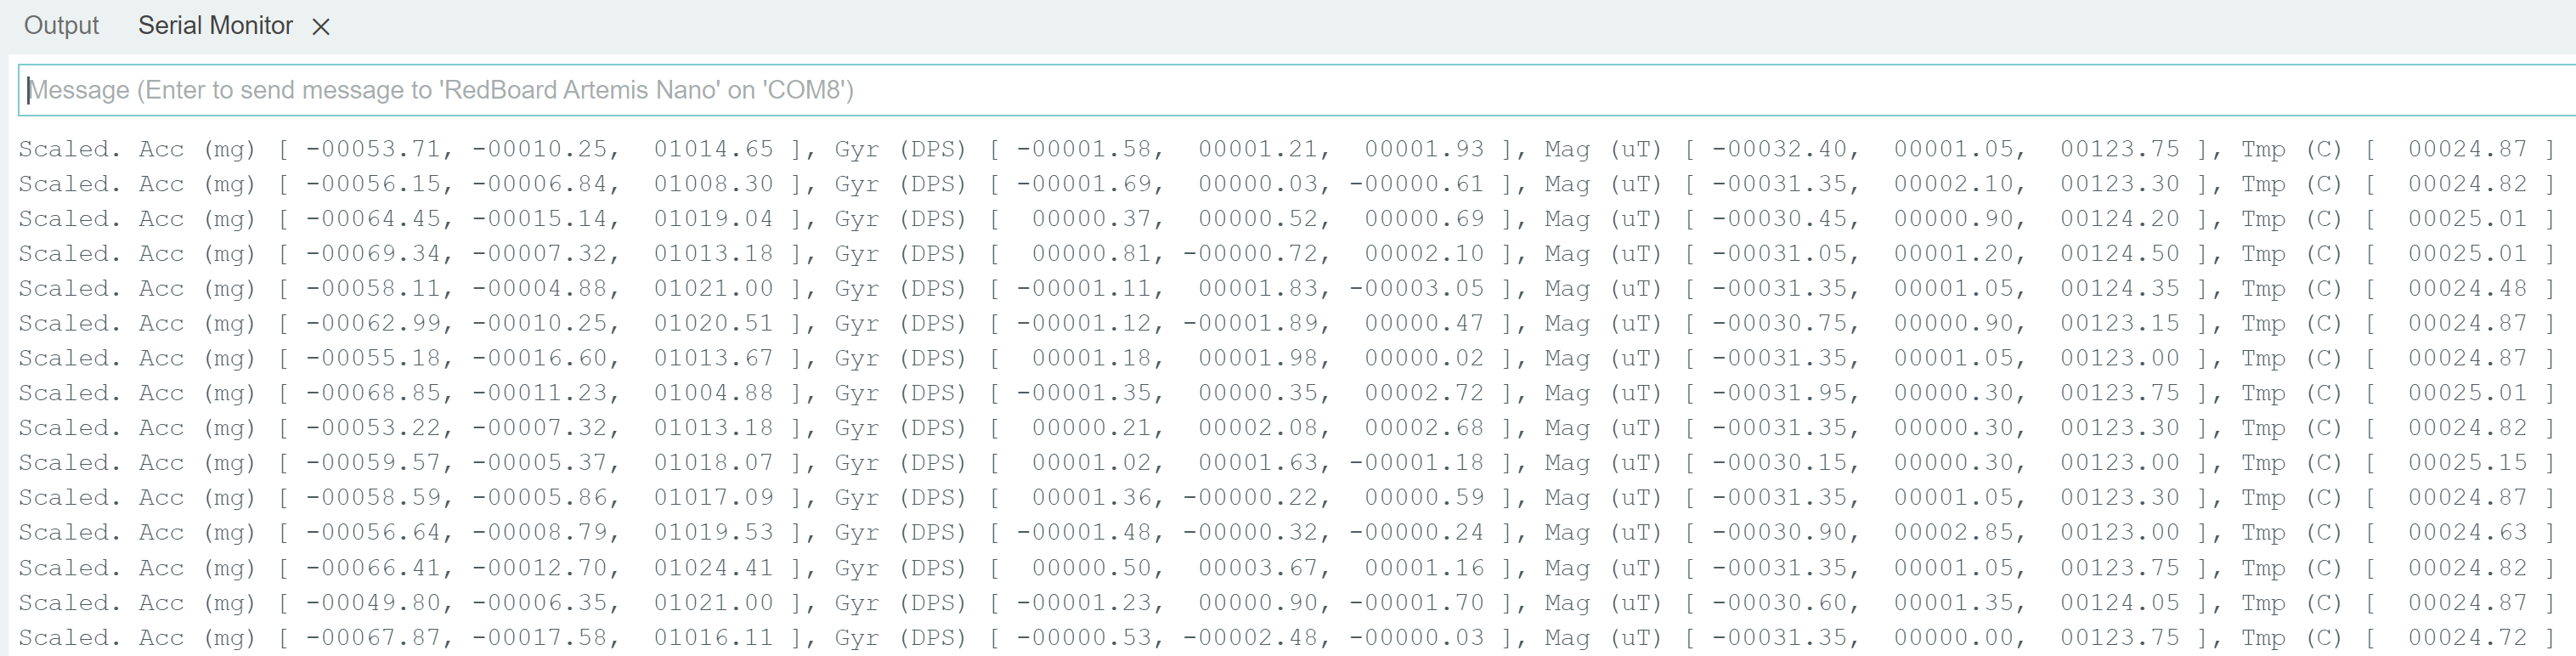 Output Serial Monitor
Message (Enter to send message to 'RedBoard Artemis Nano' on 'COM8')
Scaled. Acc (mg) [ -00053.71, -00010.25,  01014.65 ], Gyr (DPS) [ -00001.58,  00001.21,  00001.93 ], Mag (uT) [ -00032.40,  00001.05,  00123.75 ], Tmp (C) [  00024.87 ]
Scaled. Acc (mg) [ -00056.15, -00006.84,  01008.30 ], Gyr (DPS) [ -00001.69,  00000.03, -00000.61 ], Mag (uT) [ -00031.35,  00002.10,  00123.30 ], Tmp (C) [  00024.82 ]
Scaled. Acc (mg) [ -00064.45, -00015.14,  01019.04 ], Gyr (DPS) [  00000.37,  00000.52,  00000.69 ], Mag (uT) [ -00030.45,  00000.90,  00124.20 ], Tmp (C) [  00025.01 ]
Scaled. Acc (mg) [ -00069.34, -00007.32,  01013.18 ], Gyr (DPS) [  00000.81, -00000.72,  00002.10 ], Mag (uT) [ -00031.05,  00001.20,  00124.50 ], Tmp (C) [  00025.01 ]
Scaled. Acc (mg) [ -00058.11, -00004.88,  01021.00 ], Gyr (DPS) [ -00001.11,  00001.83, -00003.05 ], Mag (uT) [ -00031.35,  00001.05,  00124.35 ], Tmp (C) [  00024.48 ]
Scaled. Acc (mg) [ -00062.99, -00010.25,  01020.51 ], Gyr (DPS) [ -00001.12, -00001.89,  00000.47 ], Mag (uT) [ -00030.75,  00000.90,  00123.15 ], Tmp (C) [  00024.87 ]
Scaled. Acc (mg) [ -00055.18, -00016.60,  01013.67 ], Gyr (DPS) [  00001.18,  00001.98,  00000.02 ], Mag (uT) [ -00031.35,  00001.05,  00123.00 ], Tmp (C) [  00024.87 ]
Scaled. Acc (mg) [ -00068.85, -00011.23,  01004.88 ], Gyr (DPS) [ -00001.35,  00000.35,  00002.72 ], Mag (uT) [ -00031.95,  00000.30,  00123.75 ], Tmp (C) [  00025.01 ]
Scaled. Acc (mg) [ -00053.22, -00007.32,  01013.18 ], Gyr (DPS) [  00000.21,  00002.08,  00002.68 ], Mag (uT) [ -00031.35,  00000.30,  00123.30 ], Tmp (C) [  00024.82 ]
Scaled. Acc (mg) [ -00059.57, -00005.37,  01018.07 ], Gyr (DPS) [  00001.02,  00001.63, -00001.18 ], Mag (uT) [ -00030.15,  00000.30,  00123.00 ], Tmp (C) [  00025.15 ]
Scaled. Acc (mg) [ -00058.59, -00005.86,  01017.09 ], Gyr (DPS) [  00001.36, -00000.22,  00000.59 ], Mag (uT) [ -00031.35,  00001.05,  00123.30 ], Tmp (C) [  00024.87 ]
Scaled. Acc (mg) [ -00056.64, -00008.79,  01019.53 ], Gyr (DPS) [ -00001.48, -00000.32, -00000.24 ], Mag (uT) [ -00030.90,  00002.85,  00123.00 ], Tmp (C) [  00024.63 ]
Scaled. Acc (mg) [ -00066.41, -00012.70,  01024.41 ], Gyr (DPS) [  00000.50,  00003.67,  00001.16 ], Mag (uT) [ -00031.35,  00001.05,  00123.75 ], Tmp (C) [  00024.82 ]
Scaled. Acc (mg) [ -00049.80, -00006.35,  01021.00 ], Gyr (DPS) [ -00001.23,  00000.90, -00001.70 ], Mag (uT) [ -00030.60,  00001.35,  00124.05 ], Tmp (C) [  00024.87 ]
Scaled. Acc (mg) [ -00067.87, -00017.58,  01016.11 ], Gyr (DPS) [ -00000.53, -00002.48, -00000.03 ], Mag (uT) [ -00031.35,  00000.00,  00123.75 ], Tmp (C) [  00024.72 ]